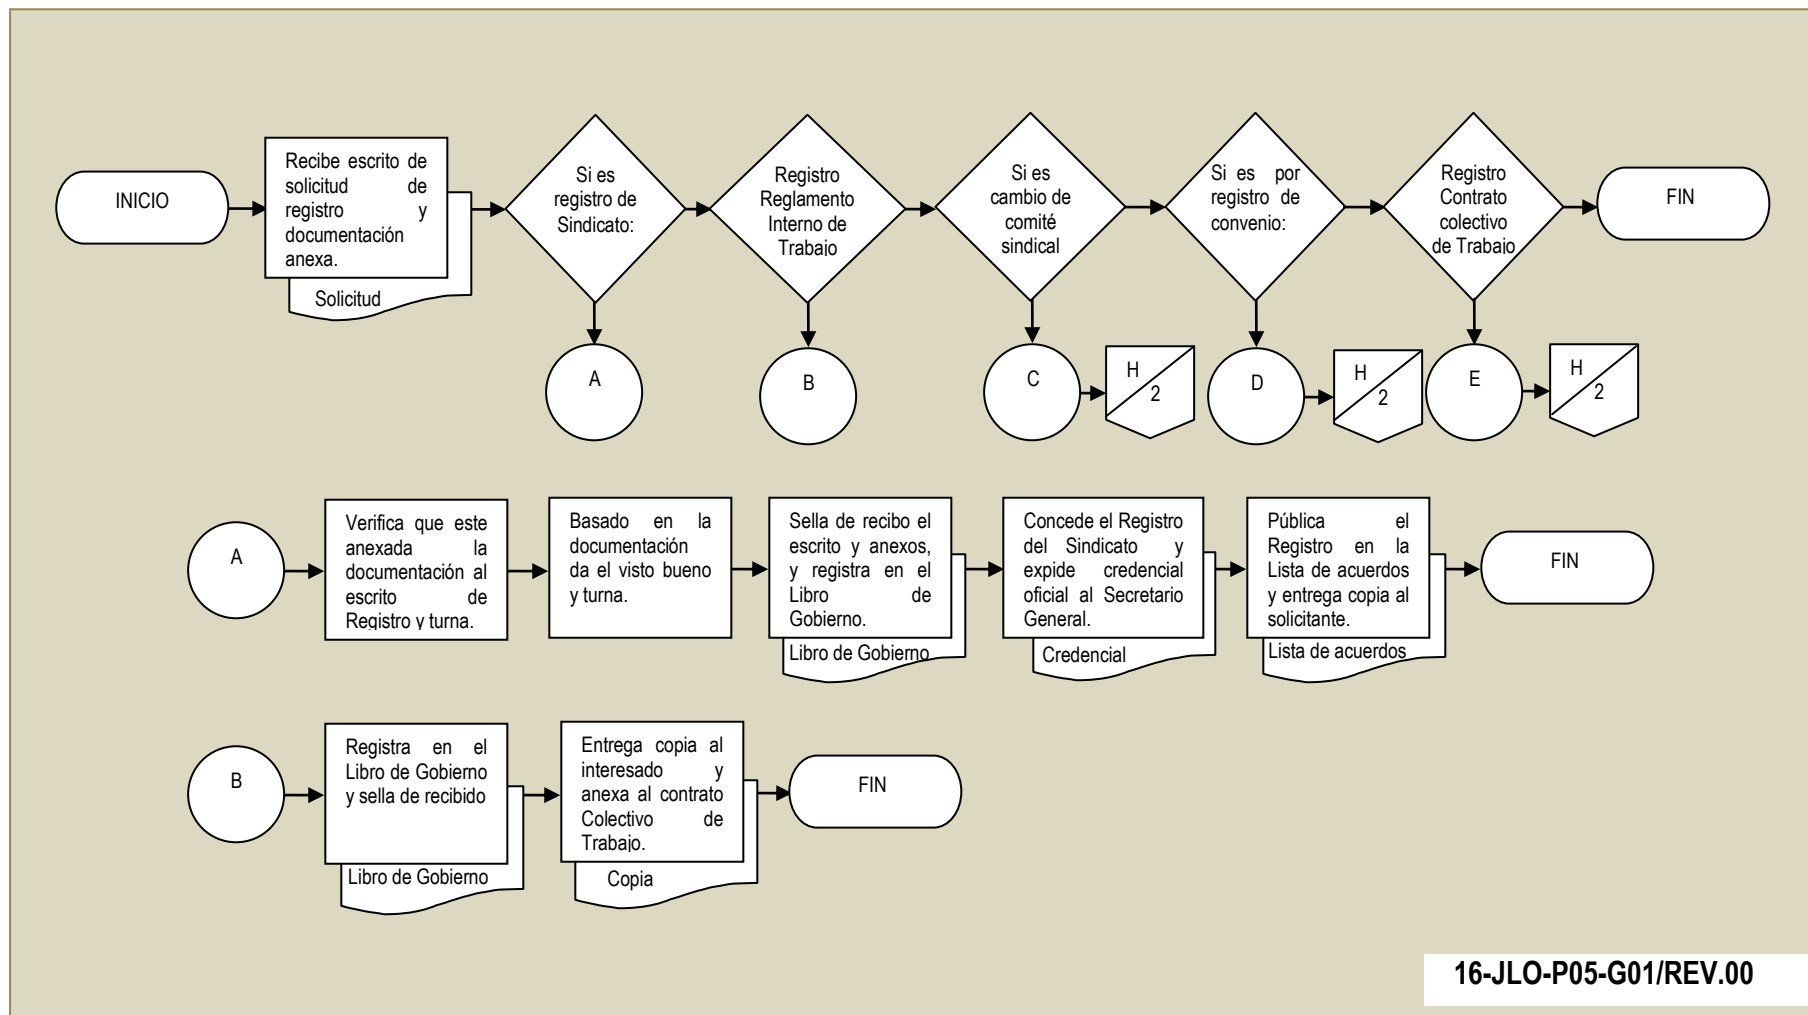 INICIO
Recibe escrito de
solicitud de
registro y
documentación
anexa.
Solicitud
Si es
registro de
Sindicato:
Registro
Reglamento
Interno de
Trabajo
Si es
cambio de
comité
sindical
Si es por
registro de
convenio:
Registro
Contrato
colectivo
de Trabajo
FIN
A
B
C
H
2
D
H
2
E
H
2
A
Verifica que este
anexada la
documentación al
escrito de
Registro y turna.
Basado en la
documentación
da el visto bueno
y turna.
Sella de recibo el
escrito y anexos,
y registra en el
Libro de
Gobierno.
Libro de Gobierno
Concede el Registro
del Sindicato y
expide credencial
oficial al Secretario
General.
Credencial
Pública el
Registro en la
Lista de acuerdos
y entrega copia al
solicitante.
Lista de acuerdos
FIN
B
Registra en el
Libro de Gobierno
y sella de recibido
Libro de Gobierno
Entrega copia al
interesado y
anexa al contrato
Colectivo de
Trabajo.
Copia
FIN
16-JLO-P05-G01/REV.00